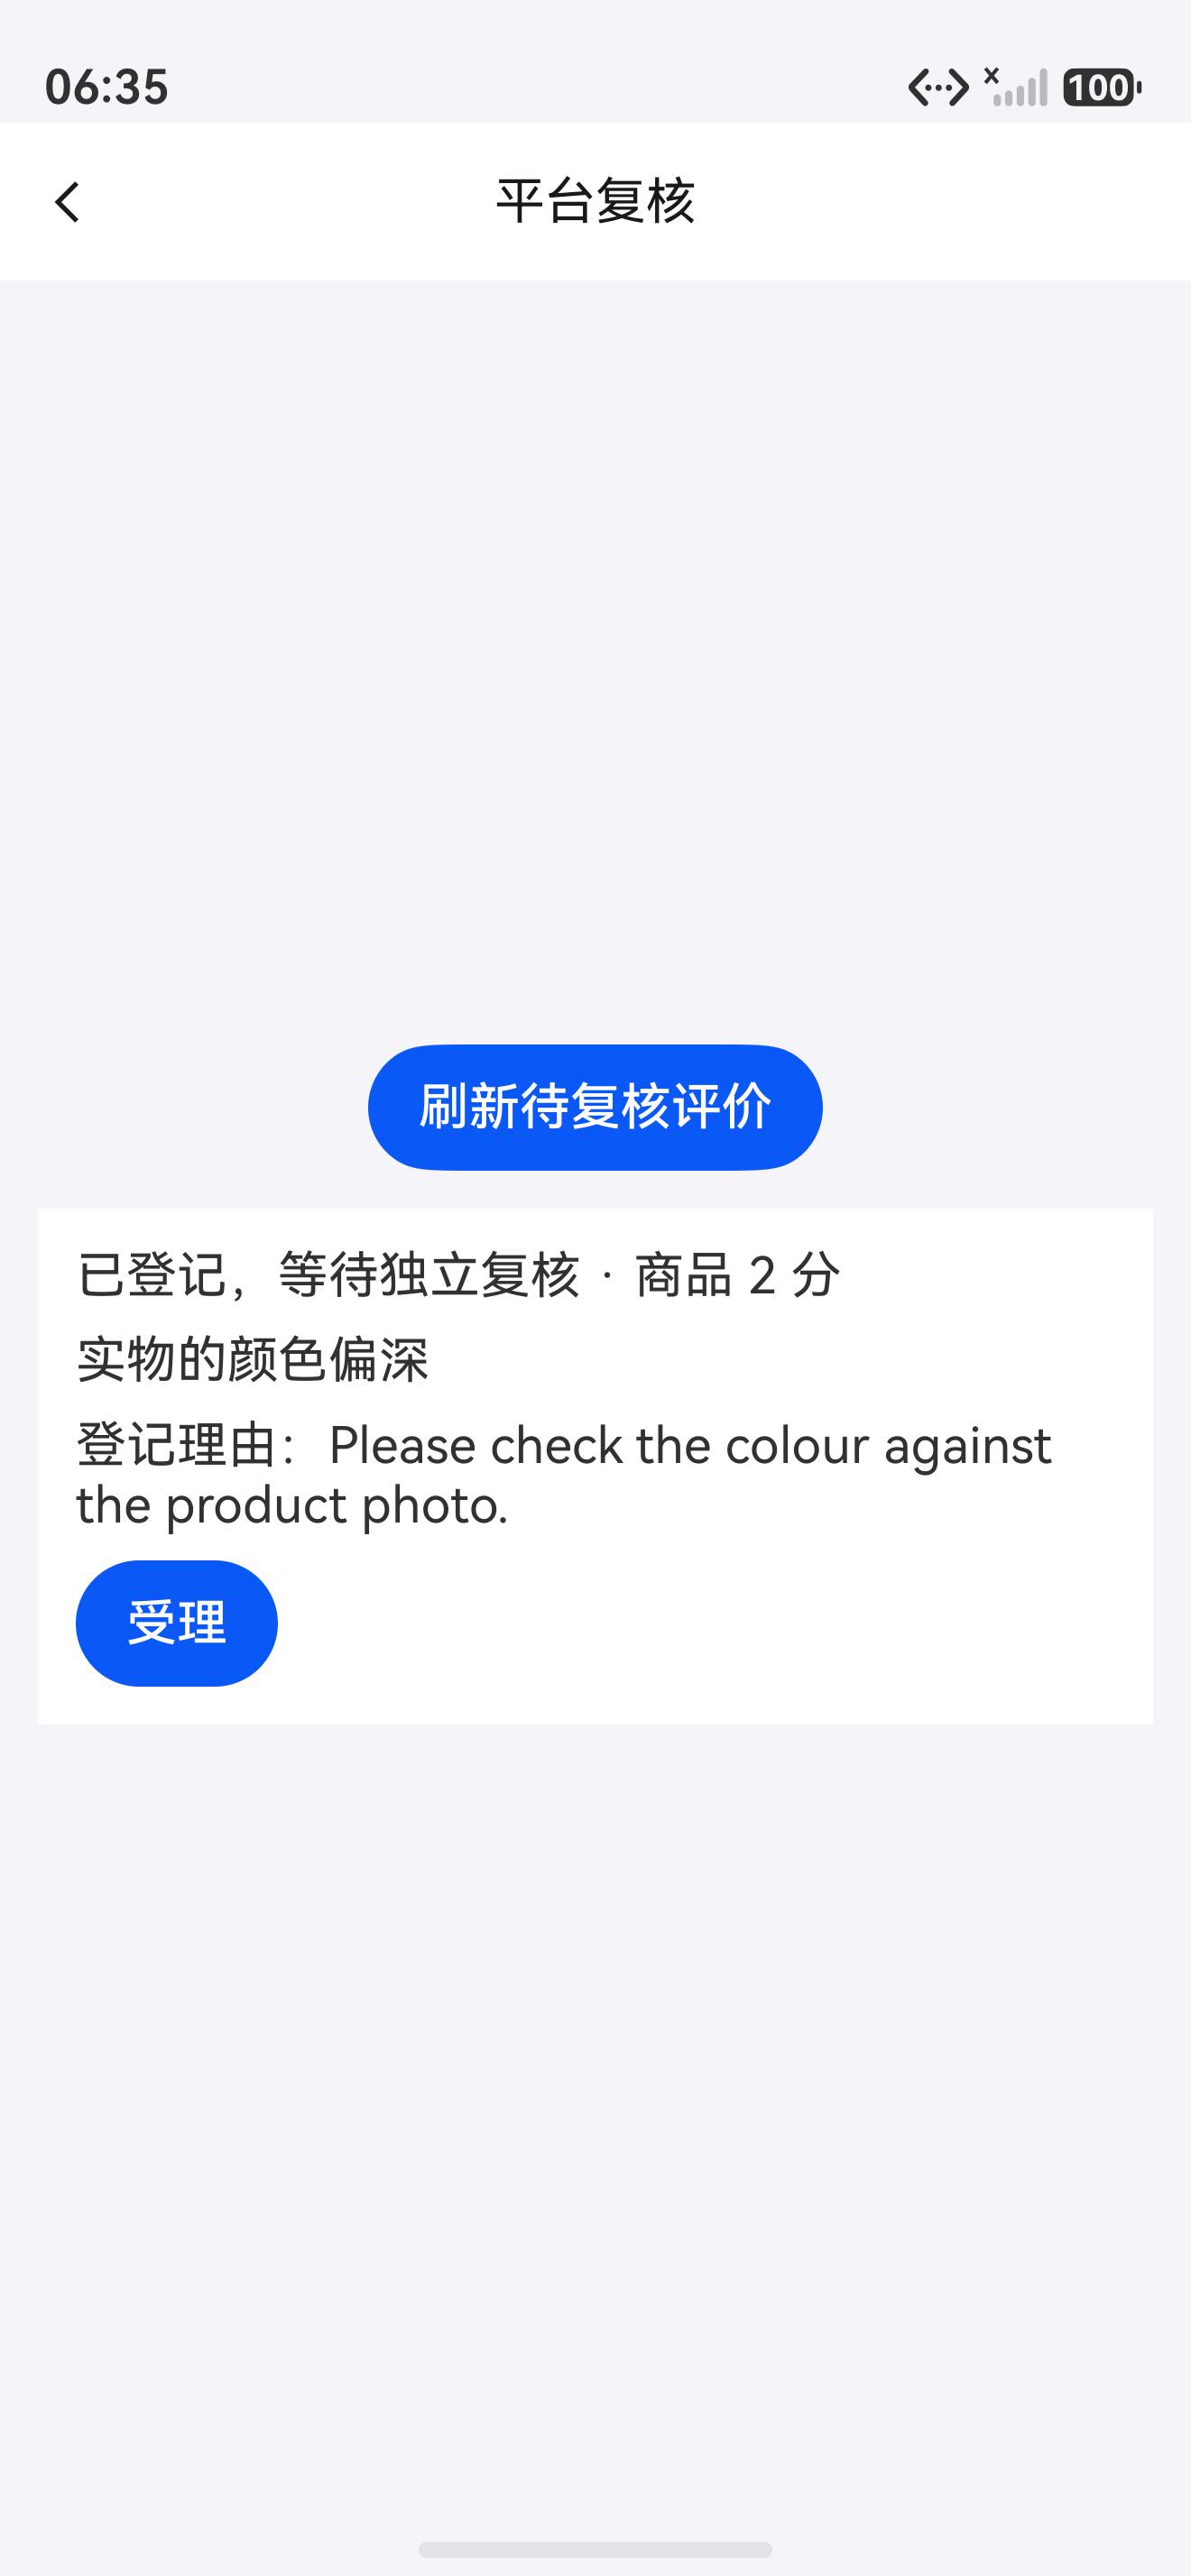 06:35
100
平台复核
刷新待复核评价
已登记，等待独立复核 · 商品 2 分
实物的颜色偏深
登记理由：Please check the colour against
the product photo.
受理